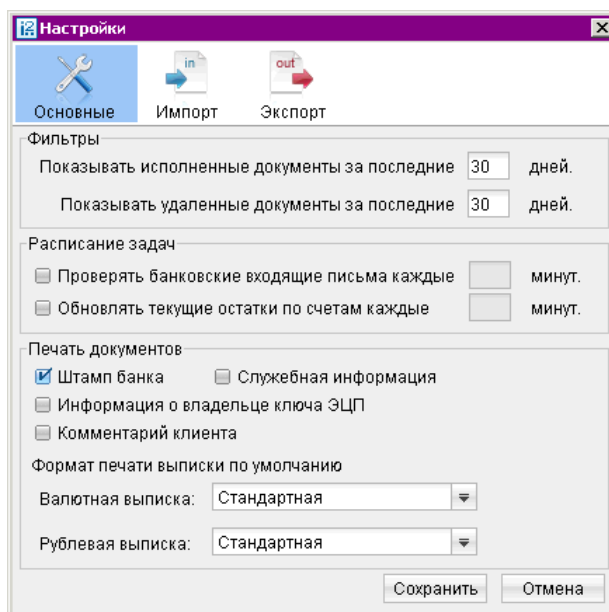 i2 Настройки
in out
Основные Импорт Экспорт
Фильтры
Показывать исполненные документы за последние 30 дней.
Показывать удаленные документы за последние 30 дней.
Расписание задач
Проверять банковские входящие письма каждые минут.
Обновлять текущие остатки по счетам каждые минут.
Печать документов
Штамп банка Служебная информация
Информация о владельце ключа ЭЦП
Комментарий клиента
Формат печати выписки по умолчанию
Валютная выписка: Стандартная
Рублевая выписка: Стандартная
Сохранить Отмена